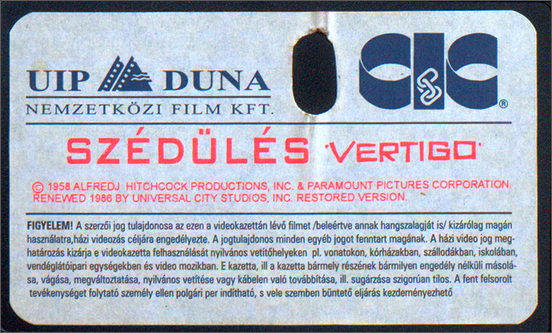 UIP DUNA CIC®
NEMZETKÖZI FILM KFT.
SZÉDÜLÉS ·VERTIGO·
© 1958 ALFREDJ HITCHCOCK PRODUCTIONS, INC. & PARAMOUNT PICTURES CORPORATION
RENEWED 1986 BY UNIVERSAL CITY STUDIOS, INC. RESTORED VERSION.
FIGYELEM! A szerzői jog tulajdonosa az ezen a videokazettán lévő filmet /beleértve annak hangszalagját is/ kizárólag magán
használatra,házi videozás céljára engedélyezte. A jogtulajdonos minden egyéb jogot fenntart magának. A házi video jog meg-
határozás kizárja e videokazetta felhasználását nyilvános vetítőhelyeken pl. vonatokon, kórházakban, szállodákban, iskolában,
vendéglátóipari egységekben és video mozikban. E kazetta, ill a kazetta bármely részének bármilyen engedély nélküli másolá-
sa, vágása, megváltoztatása, nyilvános vetítése vagy kábelen való továbbítása, ill. sugárzása szigorúan tilos. A fent felsorolt
tevékenységet folytató személy ellen polgári per indítható, s vele szemben büntető eljárás kezdeményezhető